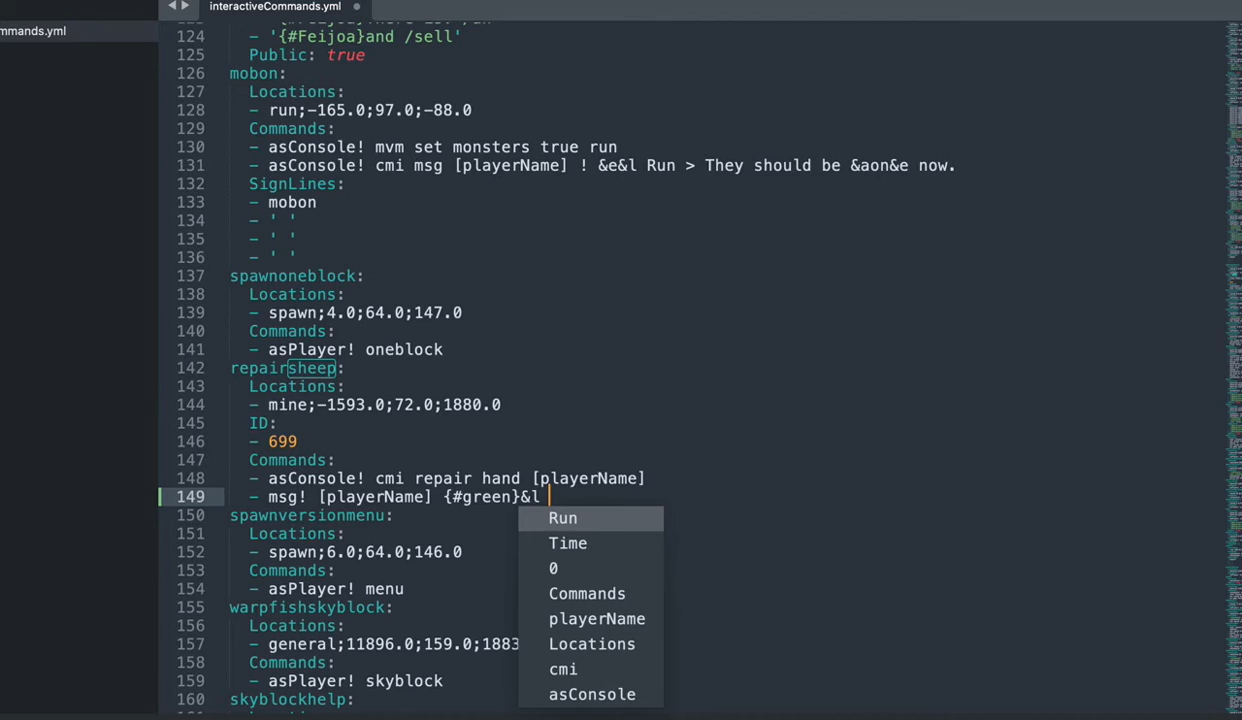 interactiveCommands.yml
mmands.yml
124 - '{#Feijoa}and /sell'
125 Public: true
126 mobon:
127 Locations:
128 - run;-165.0;97.0;-88.0
129 Commands:
130 - asConsole! mvm set monsters true run
131 - asConsole! cmi msg [playerName] ! &e&l Run > They should be &aon&e now.
132 SignLines:
133 - mobon
134 - ' '
135 - ' '
136 - ' '
137 spawnoneblock:
138 Locations:
139 - spawn;4.0;64.0;147.0
140 Commands:
141 - asPlayer! oneblock
142 repairsheep:
143 Locations:
144 - mine;-1593.0;72.0;1880.0
145 ID:
146 - 699
147 Commands:
148 - asConsole! cmi repair hand [playerName]
149 - msg! [playerName] {#green}&l
150 spawnversionmenu:
151 Locations:
152 - spawn;6.0;64.0;146.0
153 Commands:
154 - asPlayer! menu
155 warpfishskyblock:
156 Locations:
157 - general;11896.0;159.0;1883
158 Commands:
159 - asPlayer! skyblock
160 skyblockhelp:
Run
Time
0
Commands
playerName
Locations
cmi
asConsole